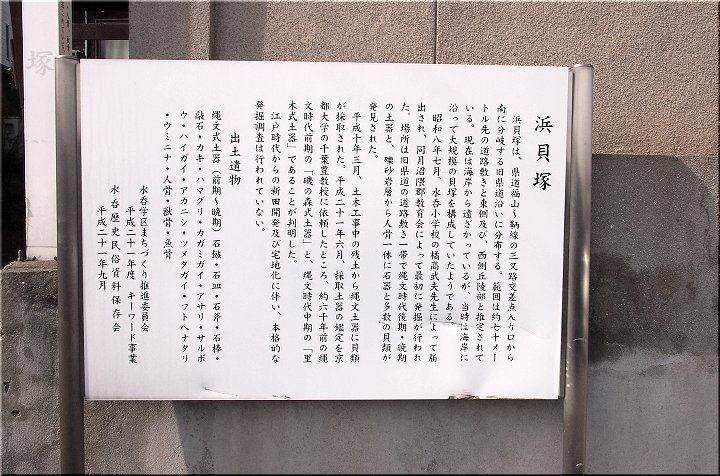 浜貝塚
浜貝塚は、県道福山～鞆線の三叉路交差点入り口から
南に分岐する旧県道沿いに分布する。範囲は約七十メー
トル先の道路敷きと東側及び、西側丘陵部と推定されて
いる。現在は海岸から遠ざかっているが、当時は海岸に
沿って大規模の貝塚を構成していたようである。
昭和八年七月、水呑小学校の橘高武夫先生によって届
出され、同月沼隈郡教育会によって最初に発掘が行われ
た。場所は旧県道の道路敷き一帯で縄文時代後期・晩期
の土器と、礫砂岩層から人骨一体に石器と多数の貝類が
発見された。
平成十年三月、土木工事中の残土から縄文土器に貝類
が採取された。平成二十一年六月、採取土器の鑑定を京
都大学の千葉豊教授に依頼したところ、約六千年前の縄
文時代前期の「磯の森式土器」と、縄文時代中期の「里
木式土器」であることが判明した。
江戸時代からの新田開発及び宅地化に伴い、本格的な
発掘調査は行われていない。
出土遺物
縄文式土器（前期～晩期）石鏃・石皿・石斧・石棒・
敲石・カキ・ハマグリ・カガミガイ・アサリ・サルボ
ウ・ハイガイ・アカニシ・ツメタガイ・フトヘナタリ
・ウミニナ・人骨・獣骨・魚骨
水呑学区まちづくり推進委員会
平成二十一年度　キーワード事業
水呑歴史民俗資料保存会
平成二十一年九月
塚